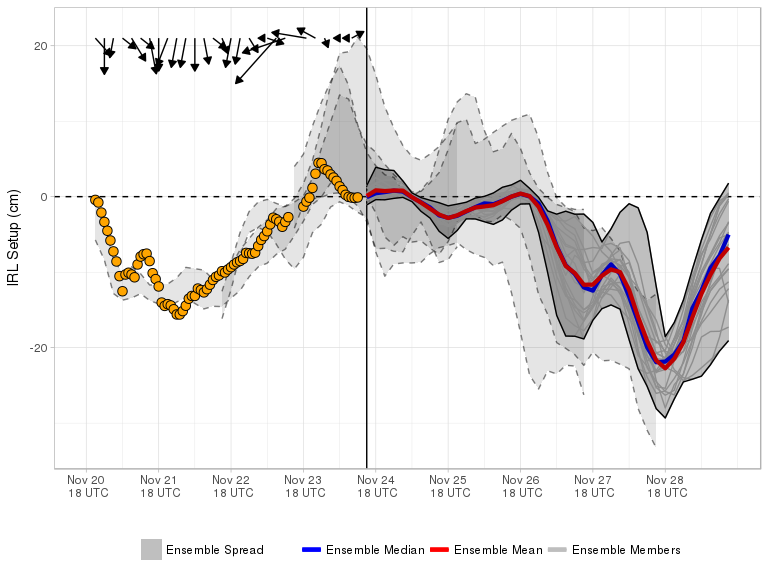 20
0
-20
IRL Setup (cm)
Nov 20 Nov 21 Nov 22 Nov 23 Nov 24 Nov 25 Nov 26 Nov 27 Nov 28
18 UTC 18 UTC 18 UTC 18 UTC 18 UTC 18 UTC 18 UTC 18 UTC 18 UTC
Ensemble Spread Ensemble Median Ensemble Mean Ensemble Members